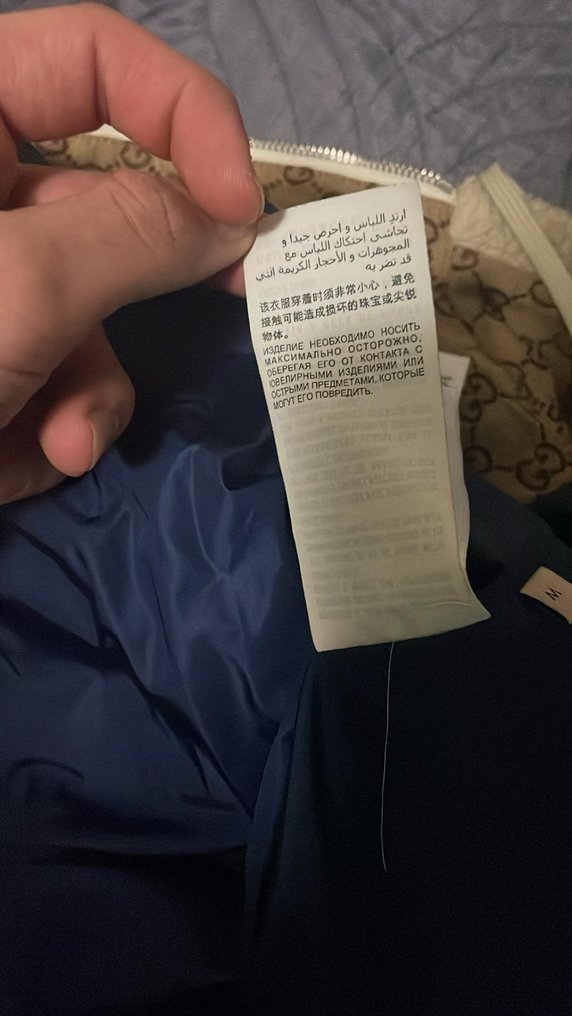 ارتدِ اللباس و احرص جيدا و
تحاشى احتكاك اللباس مع
المجوهرات و الأحجار الكريمة التي
قد تضر به
该衣服穿着时须非常小心，避免
接触可能造成损坏的珠宝或尖锐
物体。
ИЗДЕЛИЕ НЕОБХОДИМО НОСИТЬ
МАКСИМАЛЬНО ОСТОРОЖНО,
ОБЕРЕГАЯ ЕГО ОТ КОНТАКТА С
ЮВЕЛИРНЫМИ ИЗДЕЛИЯМИ ИЛИ
ОСТРЫМИ ПРЕДМЕТАМИ, КОТОРЫЕ
МОГУТ ЕГО ПОВРЕДИТЬ.
M